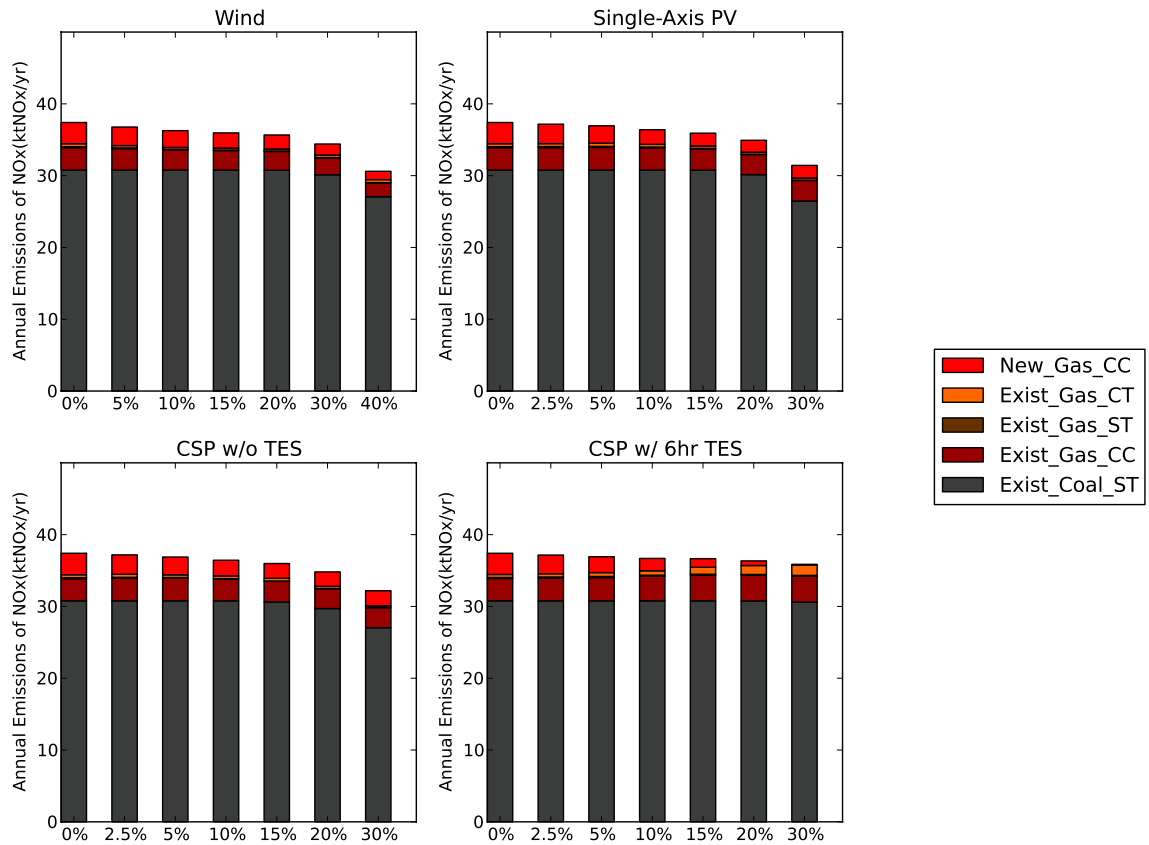 Wind
Annual Emissions of NOx(ktNOx/yr)
40
30
20
10
0
0% 5% 10% 15% 20% 30% 40%
Single-Axis PV
Annual Emissions of NOx(ktNOx/yr)
40
30
20
10
0
0% 2.5% 5% 10% 15% 20% 30%
New_Gas_CC
Exist_Gas_CT
Exist_Gas_ST
Exist_Gas_CC
Exist_Coal_ST
CSP w/o TES
Annual Emissions of NOx(ktNOx/yr)
40
30
20
10
0
0% 2.5% 5% 10% 15% 20% 30%
CSP w/ 6hr TES
Annual Emissions of NOx(ktNOx/yr)
40
30
20
10
0
0% 2.5% 5% 10% 15% 20% 30%